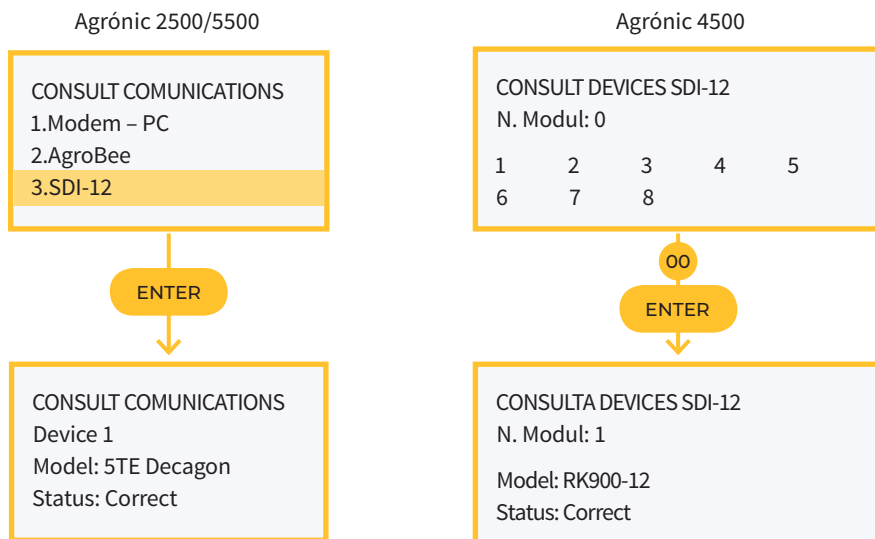 Agrónic 2500/5500
CONSULT COMUNICATIONS
1.Modem – PC
2.AgroBee
3.SDI-12
ENTER
CONSULT COMUNICATIONS
Device 1
Model: 5TE Decagon
Status: Correct
Agrónic 4500
CONSULT DEVICES SDI-12
N. Modul: 0
1 2 3 4 5
6 7 8
00
ENTER
CONSULTA DEVICES SDI-12
N. Modul: 1
Model: RK900-12
Status: Correct